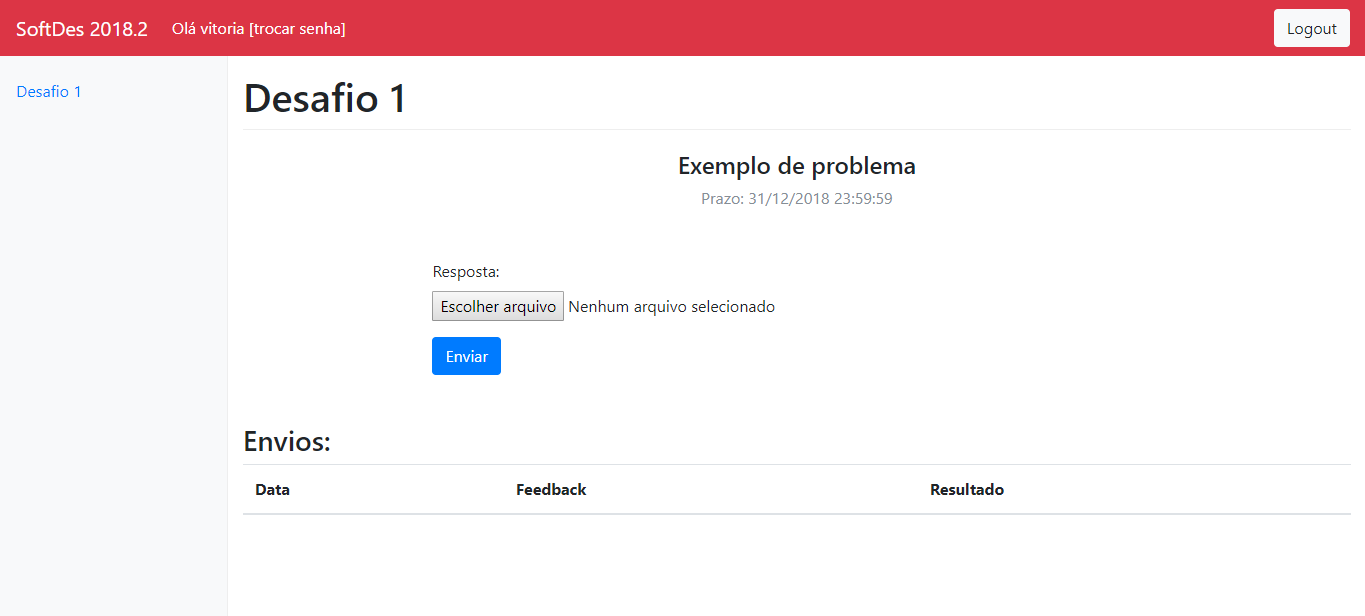 SoftDes 2018.2 Olá vitoria [trocar senha] Logout
Desafio 1
Desafio 1
Exemplo de problema
Prazo: 31/12/2018 23:59:59
Resposta:
Escolher arquivo Nenhum arquivo selecionado
Enviar
Envios:
Data Feedback Resultado